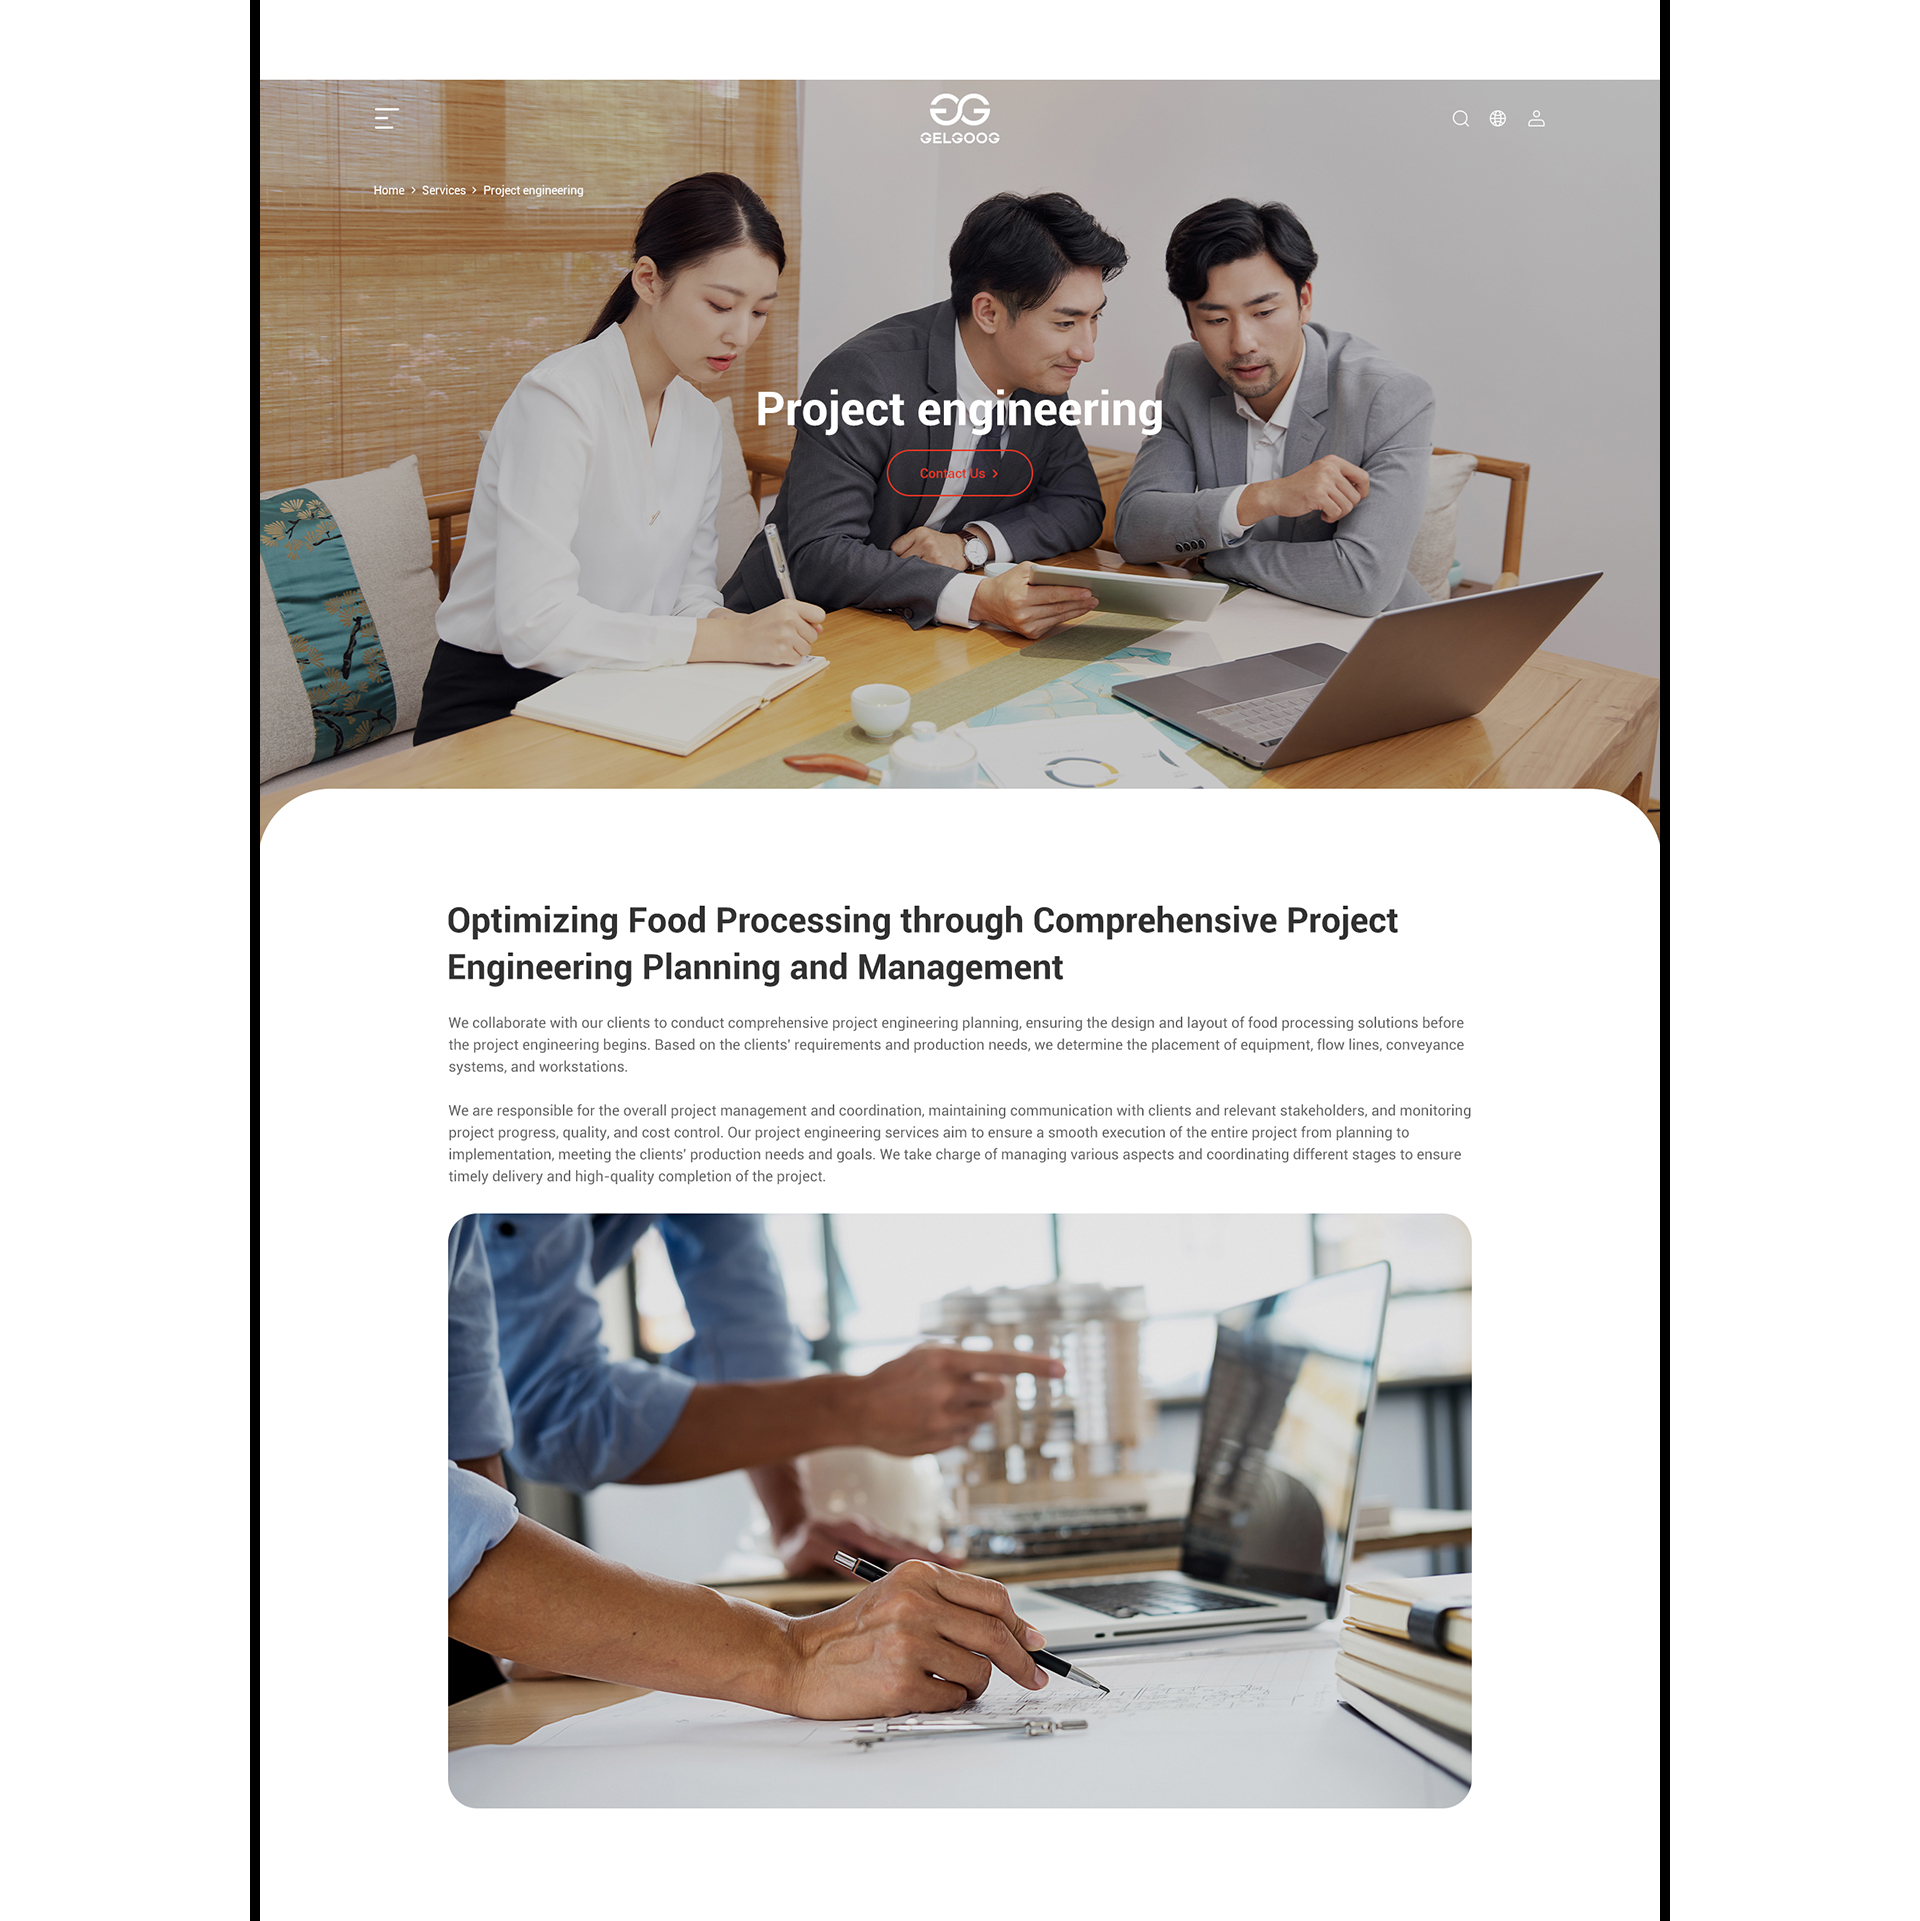 GELGOOG
Home > Services > Project engineering
Project engineering
Contact Us >
Optimizing Food Processing through Comprehensive Project
Engineering Planning and Management
We collaborate with our clients to conduct comprehensive project engineering planning, ensuring the design and layout of food processing solutions before
the project engineering begins. Based on the clients' requirements and production needs, we determine the placement of equipment, flow lines, conveyance
systems, and workstations.
We are responsible for the overall project management and coordination, maintaining communication with clients and relevant stakeholders, and monitoring
project progress, quality, and cost control. Our project engineering services aim to ensure a smooth execution of the entire project from planning to
implementation, meeting the clients' production needs and goals. We take charge of managing various aspects and coordinating different stages to ensure
timely delivery and high-quality completion of the project.